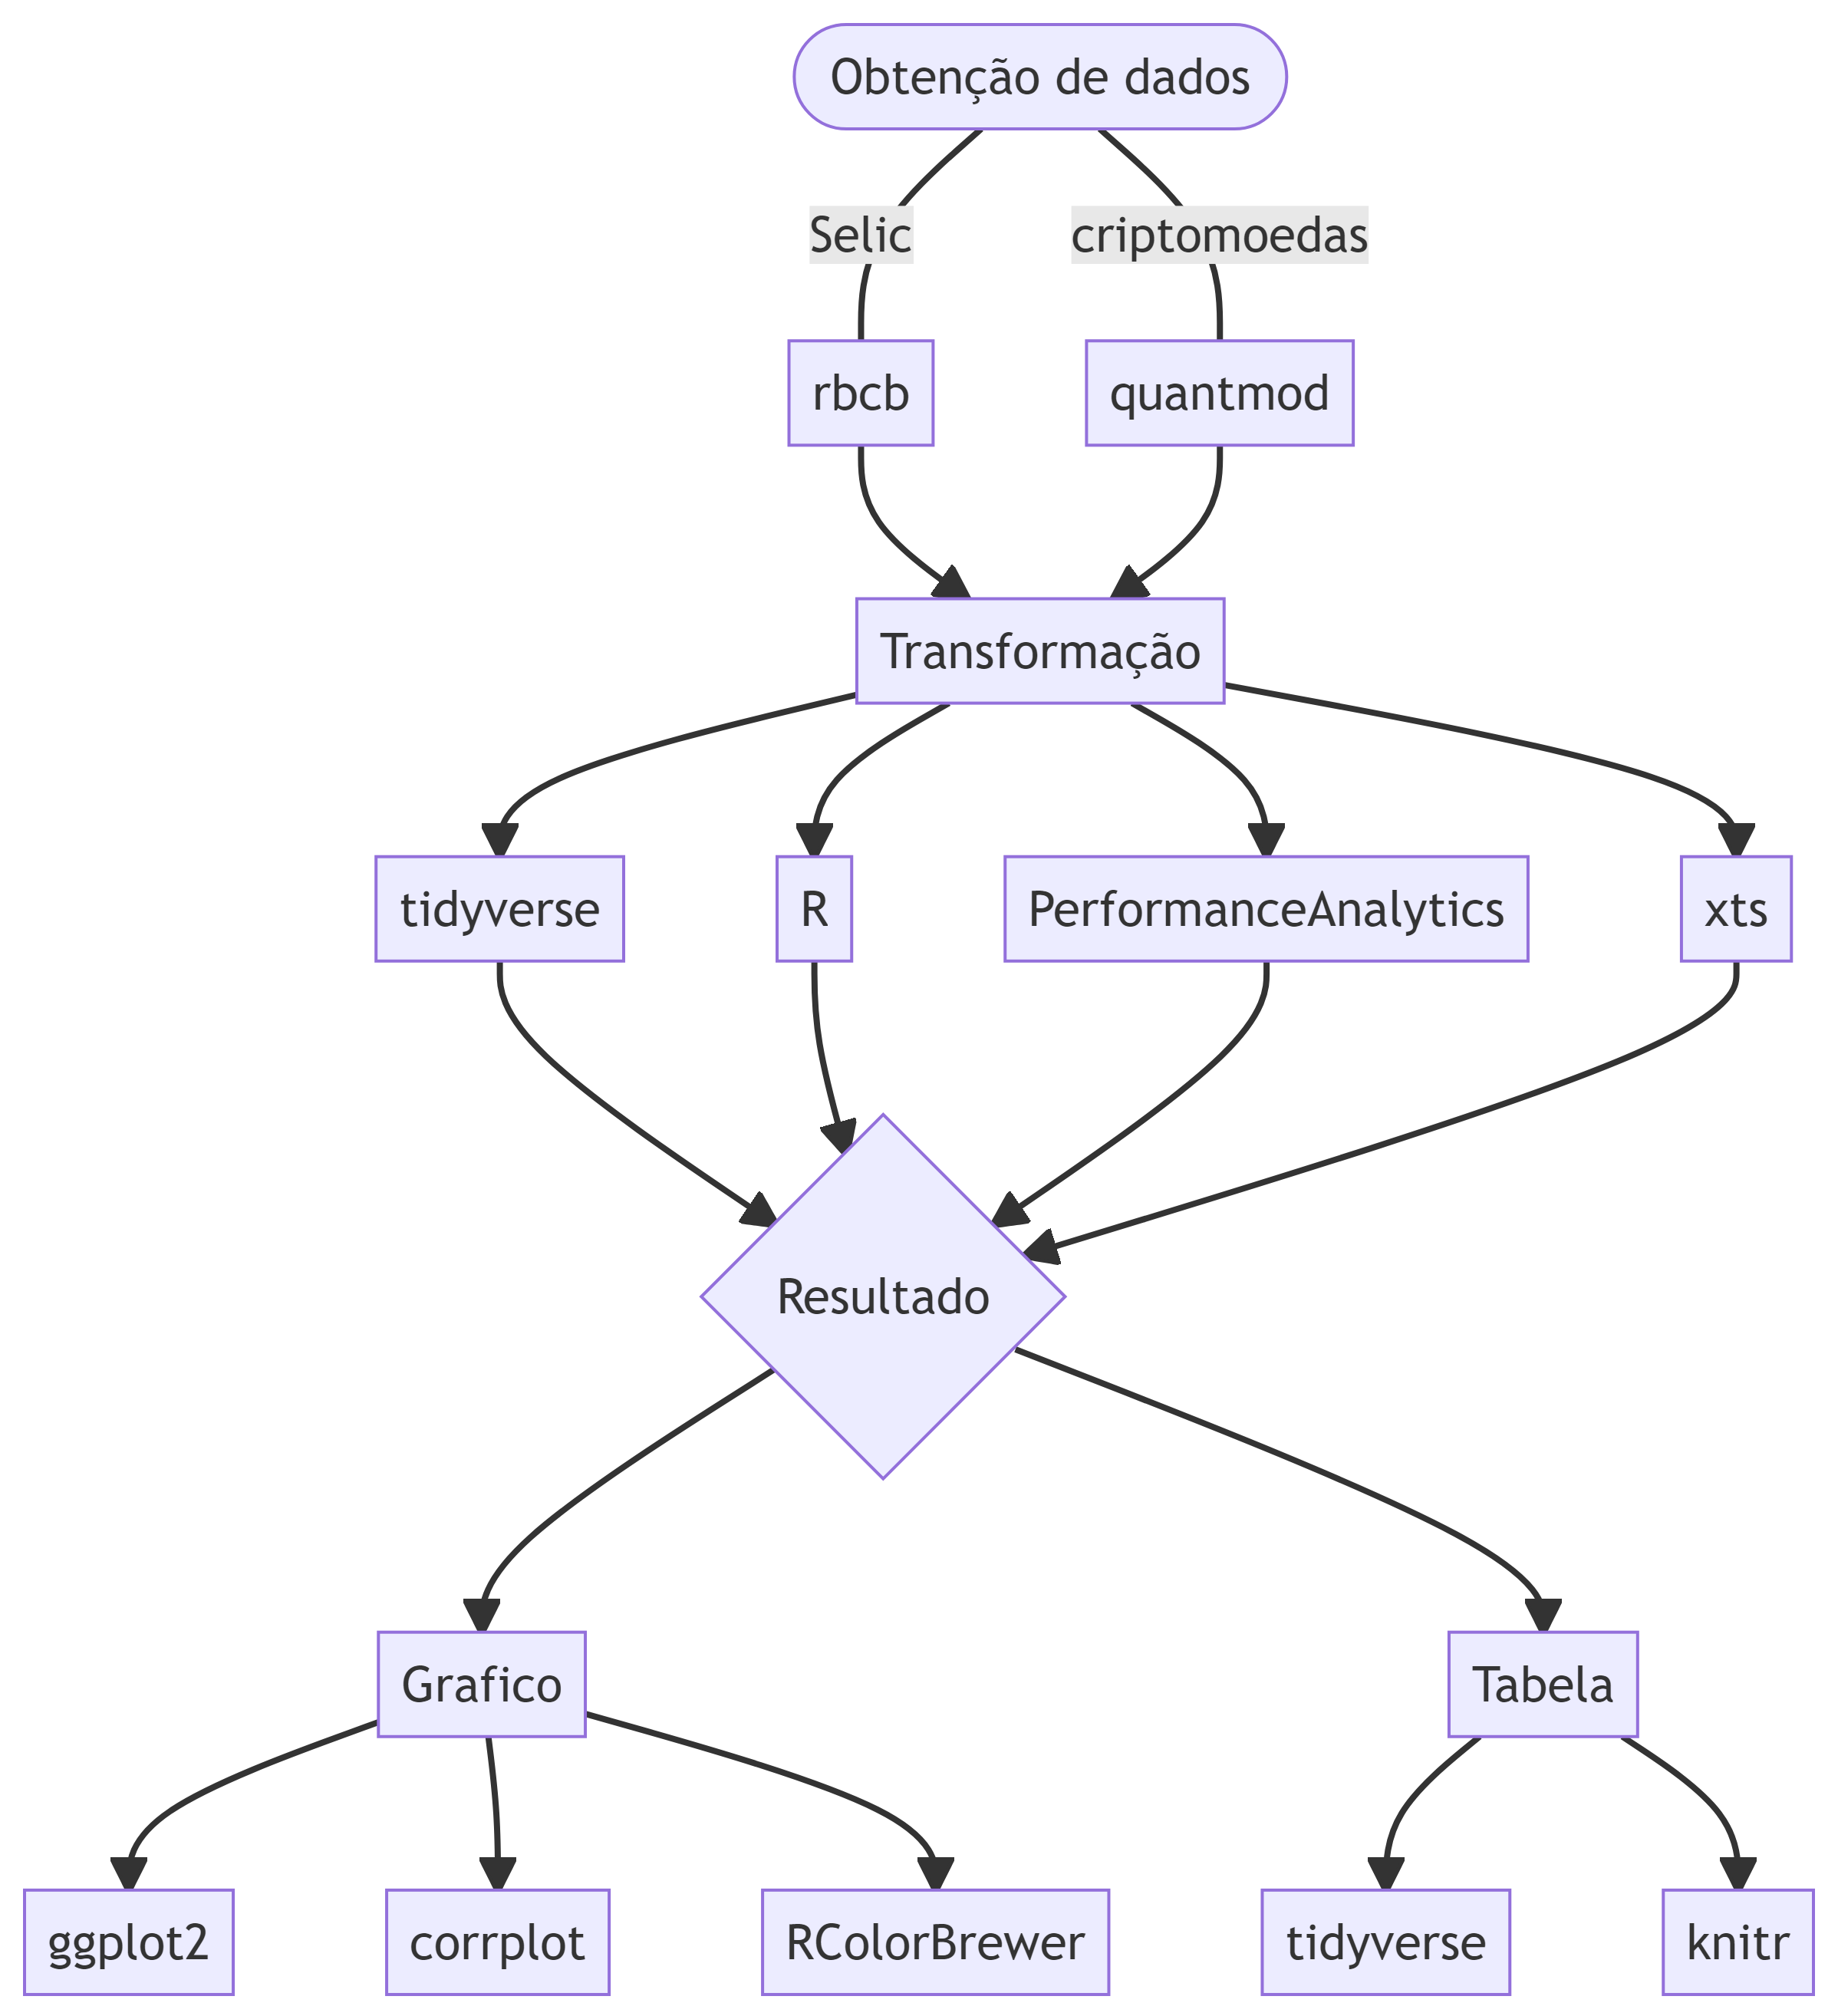 Obtenção de dados
Selic
criptomoedas
rbcb
quantmod
Transformação
tidyverse
R
PerformanceAnalytics
xts
Resultado
Grafico
Tabela
ggplot2
corrplot
RColorBrewer
tidyverse
knitr